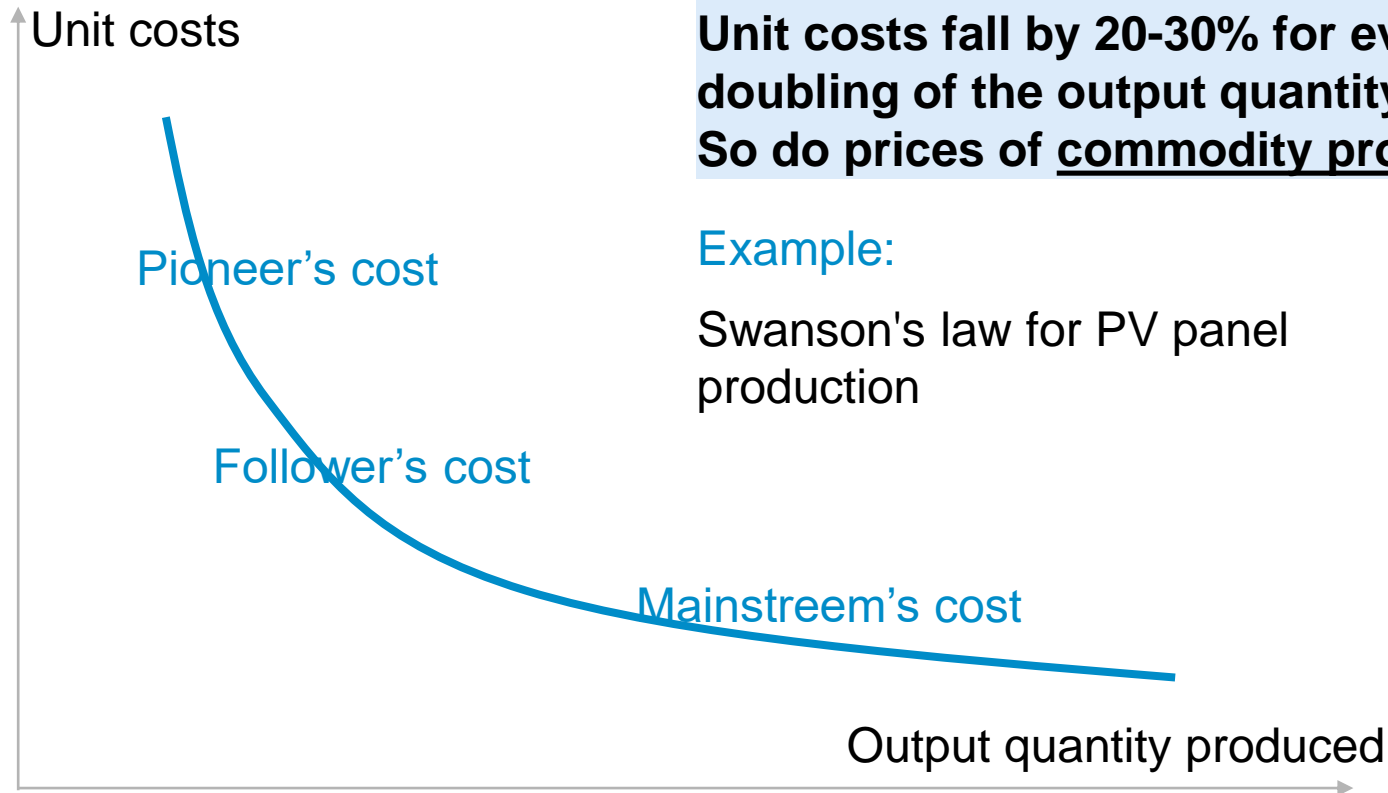 Unit costs
Unit costs fall by 20-30% for ev
doubling of the output quantity
So do prices of commodity pro
Example:
Pioneer’s cost
Swanson's law for PV panel
production
Follower’s cost
Mainstreem’s cost
Output quantity produced